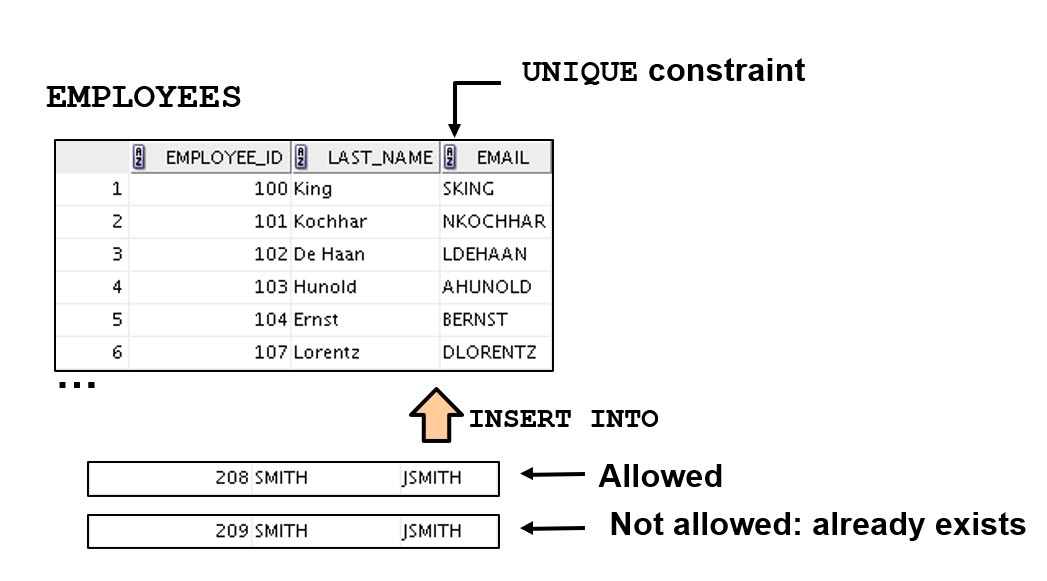 UNIQUE constraint
EMPLOYEES
EMPLOYEE_ID LAST_NAME EMAIL
1 100 King SKING
2 101 Kochhar NKOCHHAR
3 102 De Haan LDEHAAN
4 103 Hunold AHUNOLD
5 104 Ernst BERNST
6 107 Lorentz DLORENTZ
...
INSERT INTO
208 SMITH JSMITH Allowed
209 SMITH JSMITH Not allowed: already exists